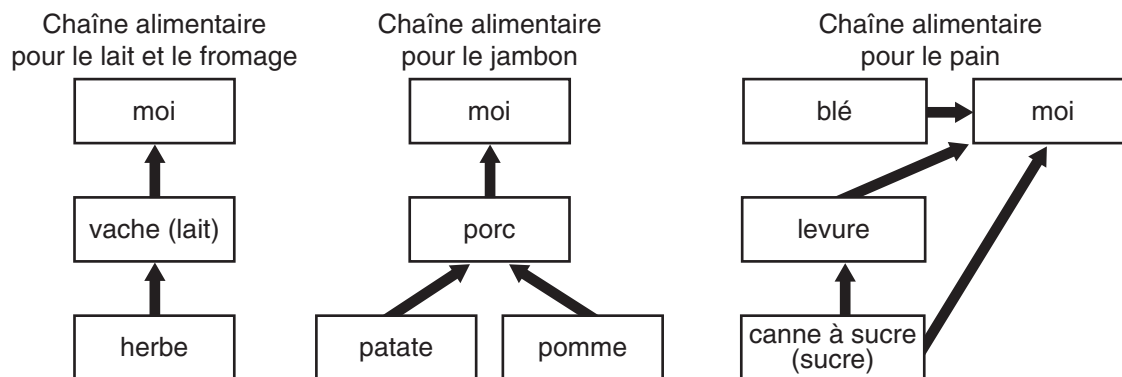 Chaîne alimentaire
pour le lait et le fromage
moi
vache (lait)
herbe
Chaîne alimentaire
pour le jambon
moi
porc
patate
pomme
Chaîne alimentaire
pour le pain
blé
moi
levure
canne à sucre
(sucre)